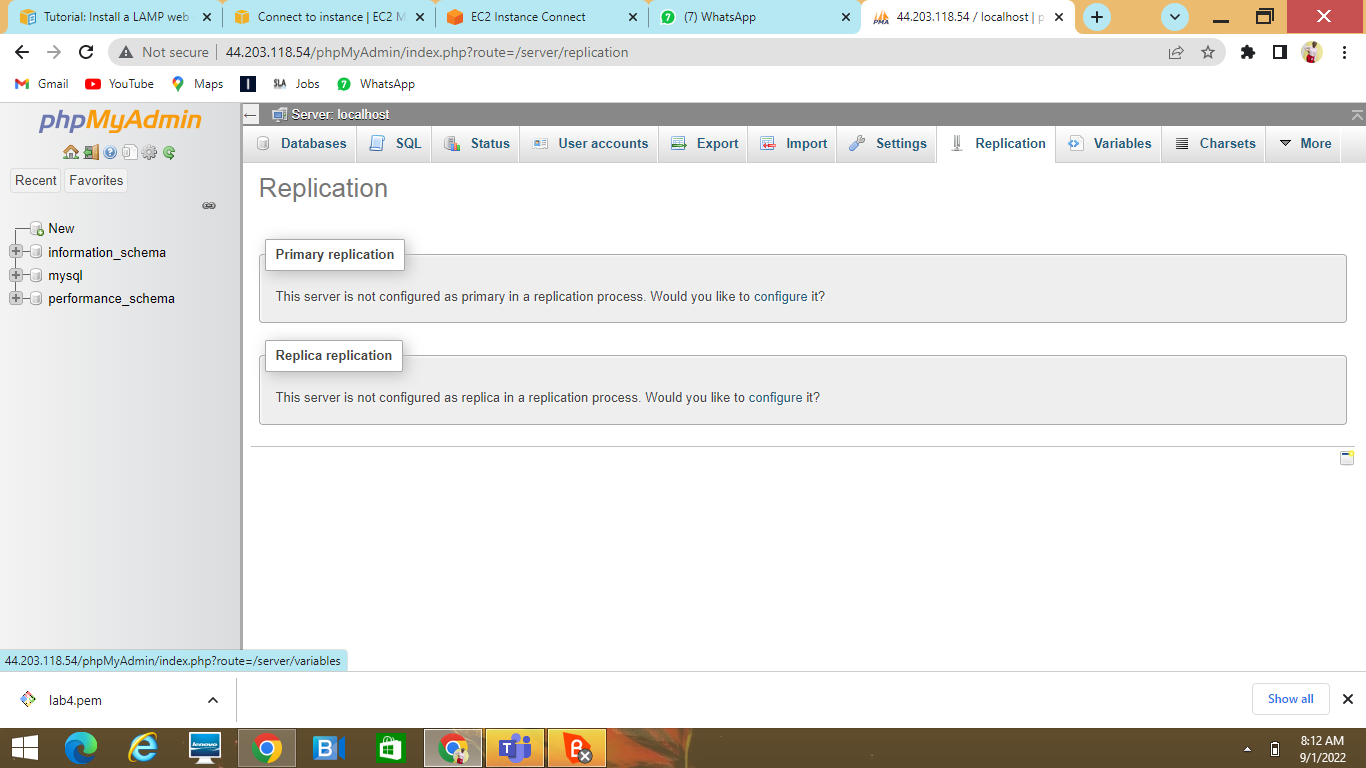 Tutorial: Install a LAMP web
Connect to instance | EC2 M
EC2 Instance Connect
(7) WhatsApp
44.203.118.54 / localhost | p
Not secure
44.203.118.54/phpMyAdmin/index.php?route=/server/replication
Gmail
YouTube
Maps
SLA Jobs
WhatsApp
phpMyAdmin
Recent
Favorites
New
information_schema
mysql
performance_schema
Server: localhost
Databases
SQL
Status
User accounts
Export
Import
Settings
Replication
Variables
Charsets
More
Replication
Primary replication
This server is not configured as primary in a replication process. Would you like to configure it?
Replica replication
This server is not configured as replica in a replication process. Would you like to configure it?
44.203.118.54/phpMyAdmin/index.php?route=/server/variables
lab4.pem
Show all
lenovo
8:12 AM
9/1/2022